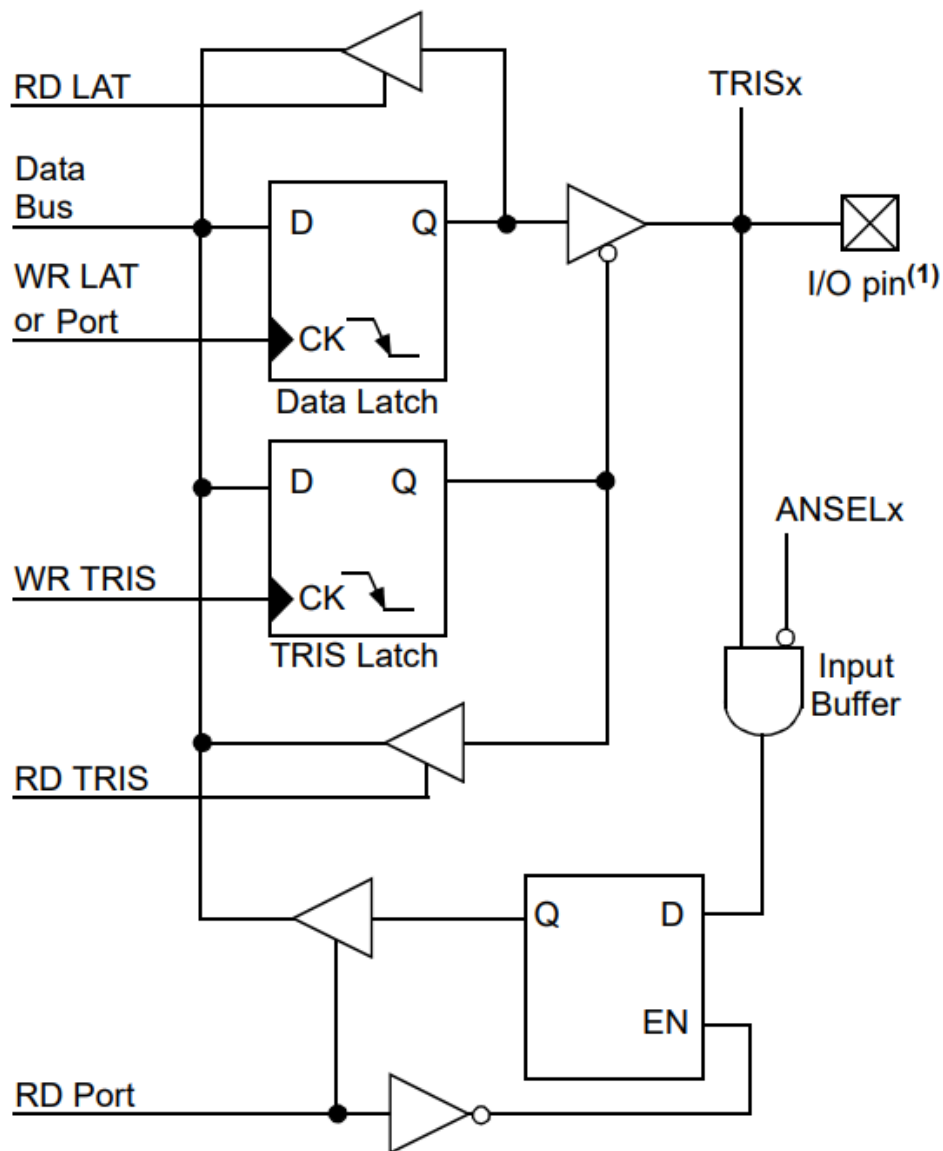 RD LAT
TRISx
Data
Bus
D
Q
WR LAT
or Port
CK
I/O pin(1)
Data Latch
D
Q
ANSELx
WR TRIS
CK
TRIS Latch
Input
Buffer
RD TRIS
Q
D
EN
RD Port